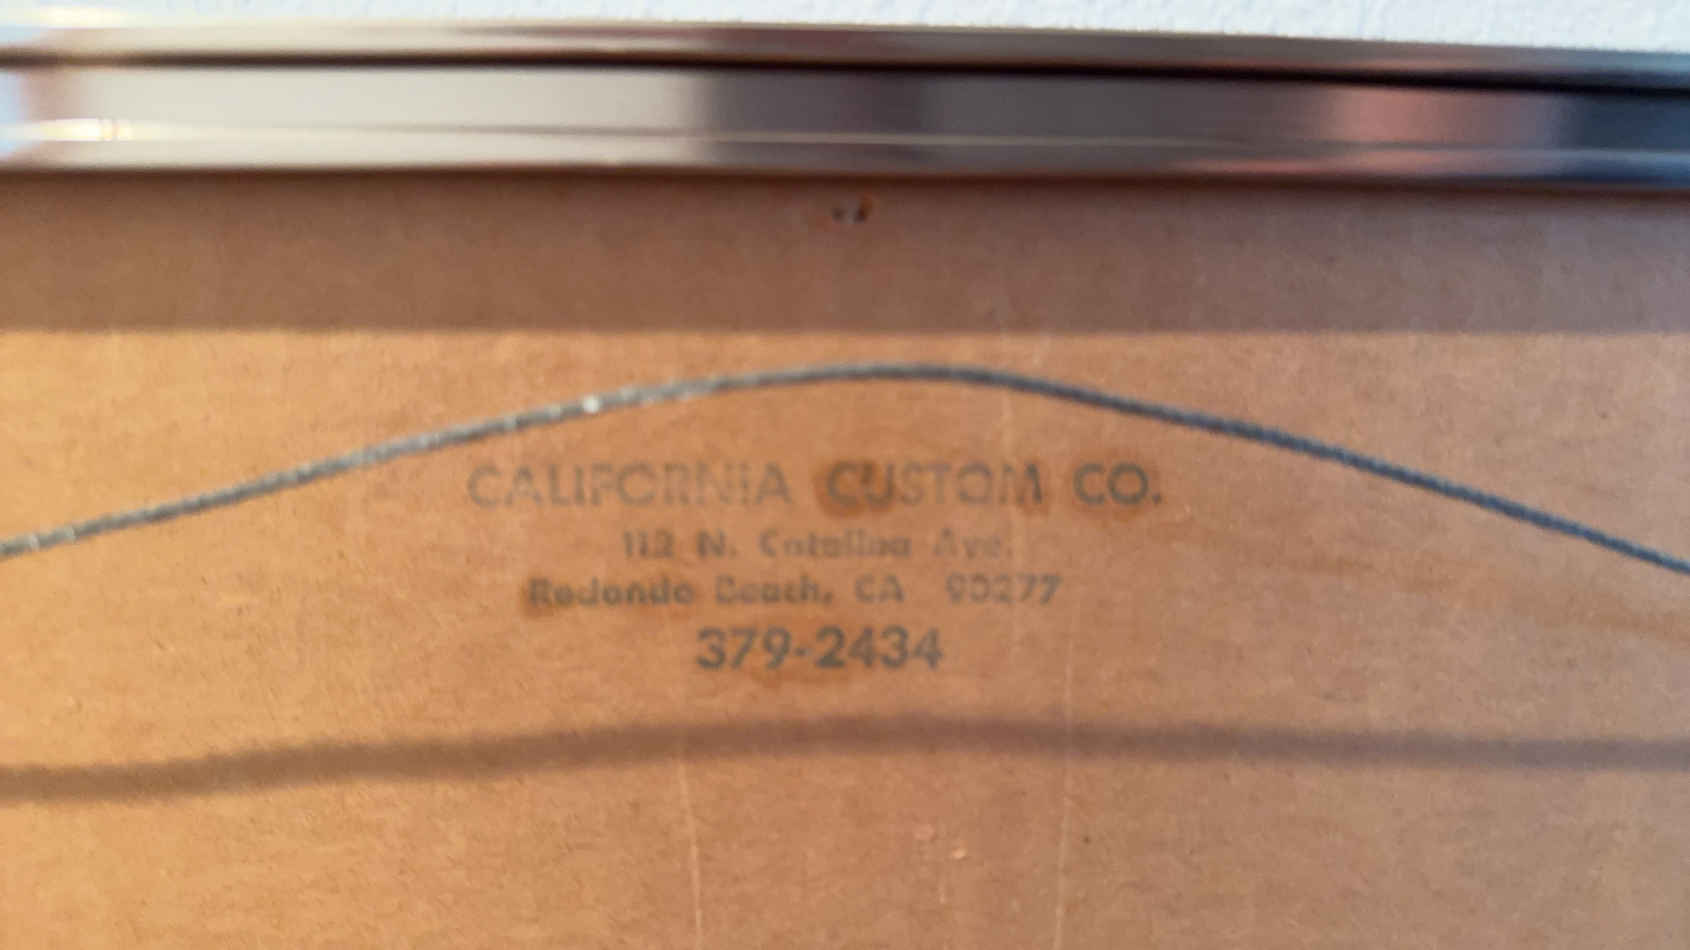 CALIFORNIA CUSTOM CO.
112 N. Catalina Ave.
Redondo Beach, CA 90277
379-2434